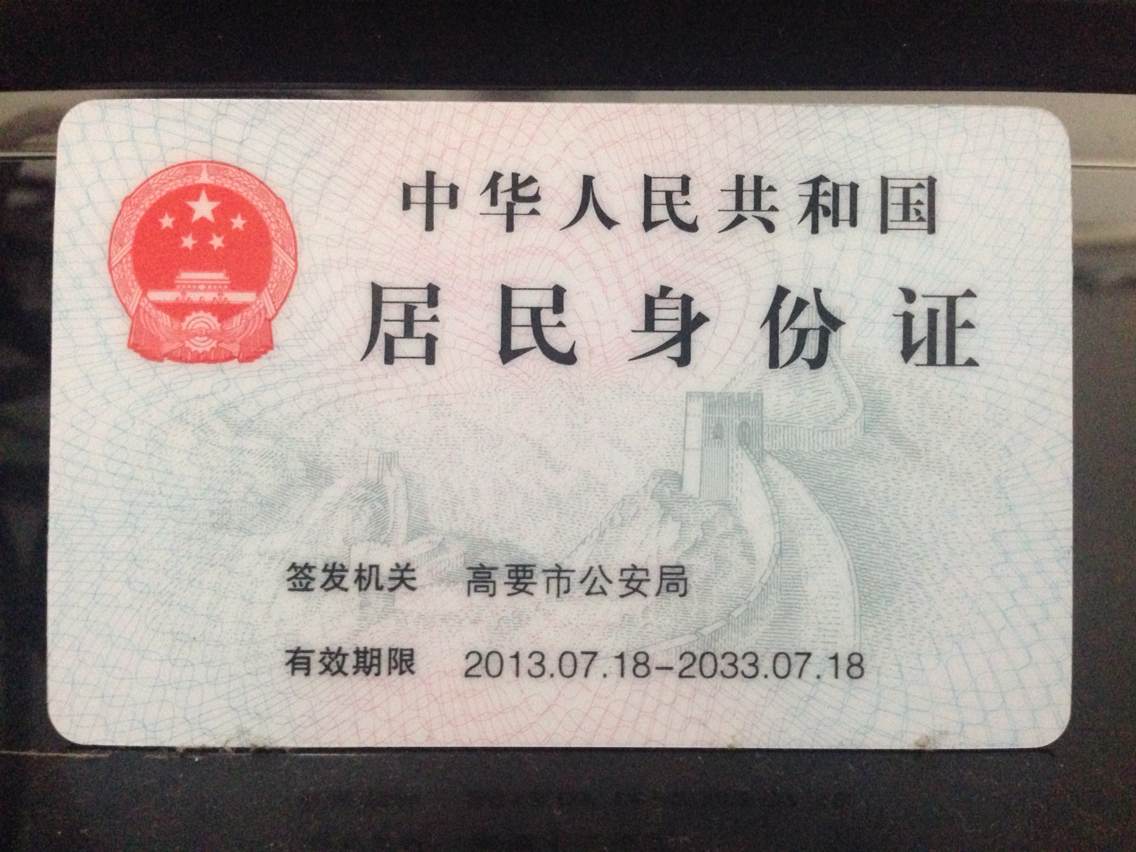 中华人民共和国
居民身份证
签发机关 高要市公安局
有效期限 2013.07.18-2033.07.18